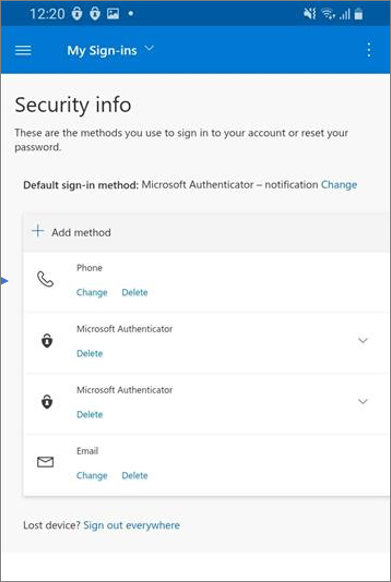 12:20
My Sign-ins
Security info
These are the methods you use to sign in to your account or reset your
password.
Default sign-in method: Microsoft Authenticator – notification Change
+ Add method
Phone
Change Delete
Microsoft Authenticator
Delete
Microsoft Authenticator
Delete
Email
Change Delete
Lost device? Sign out everywhere